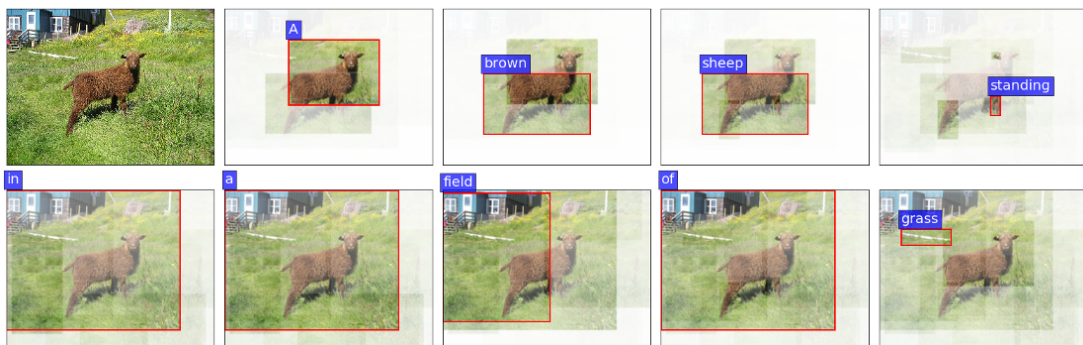 A
brown
sheep
standing
in
a
field
of
grass